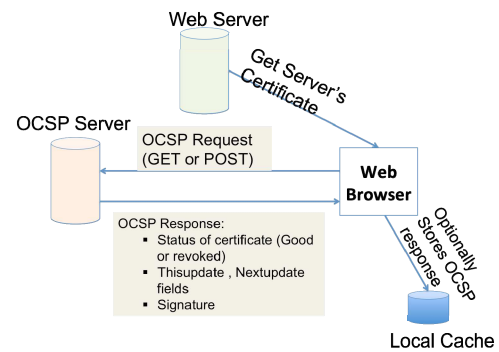 Web Server
Get Server's
Certificate
OCSP Server
OCSP Request
(GET or POST)
Web
Browser
OCSP Response:
▪ Status of certificate (Good
or revoked)
▪ Thisupdate , Nextupdate
fields
▪ Signature
Optionally
Stores OCSP
response
Local Cache